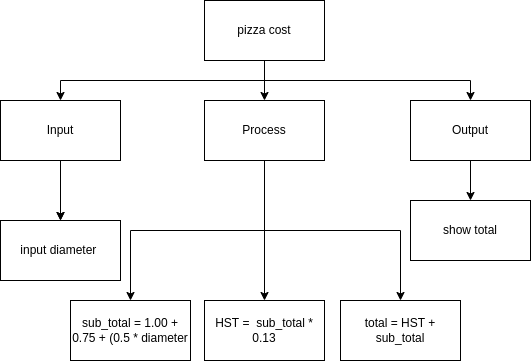 pizza cost
Input
Process
Output
input diameter
show total
sub_total = 1.00 +
0.75 + (0.5 * diameter
HST =  sub_total *
0.13
total = HST +
sub_total